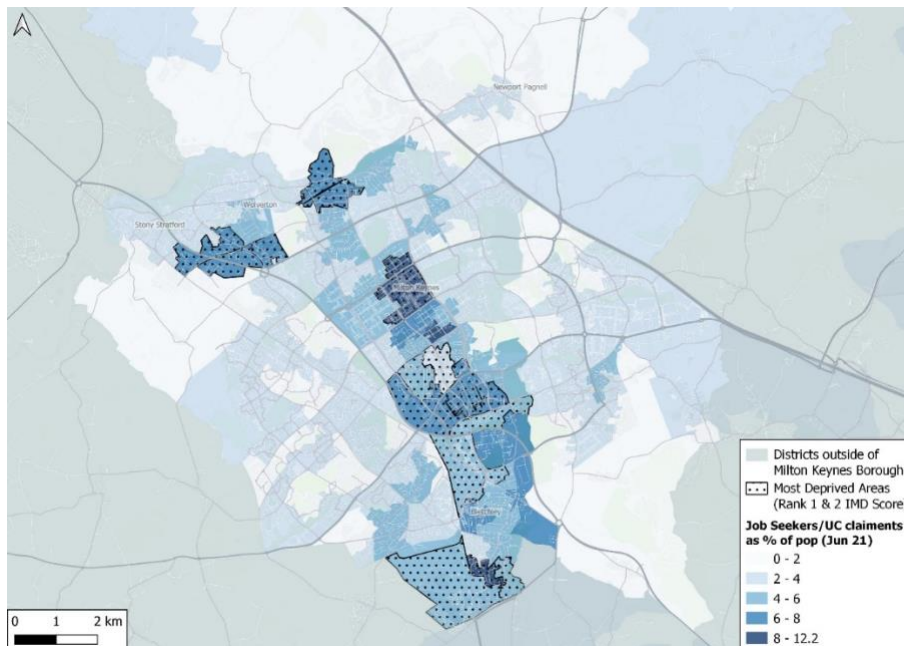 Newport Pagnell
Wolverton
Stony Stratford
Milton Keynes
Bletchley
Districts outside of
Milton Keynes Borough
Most Deprived Areas
(Rank 1 & 2 IMD Score)
Job Seekers/UC claiments
as % of pop (Jun 21)
0 - 2
2 - 4
4 - 6
6 - 8
8 - 12.2
0 1 2 km